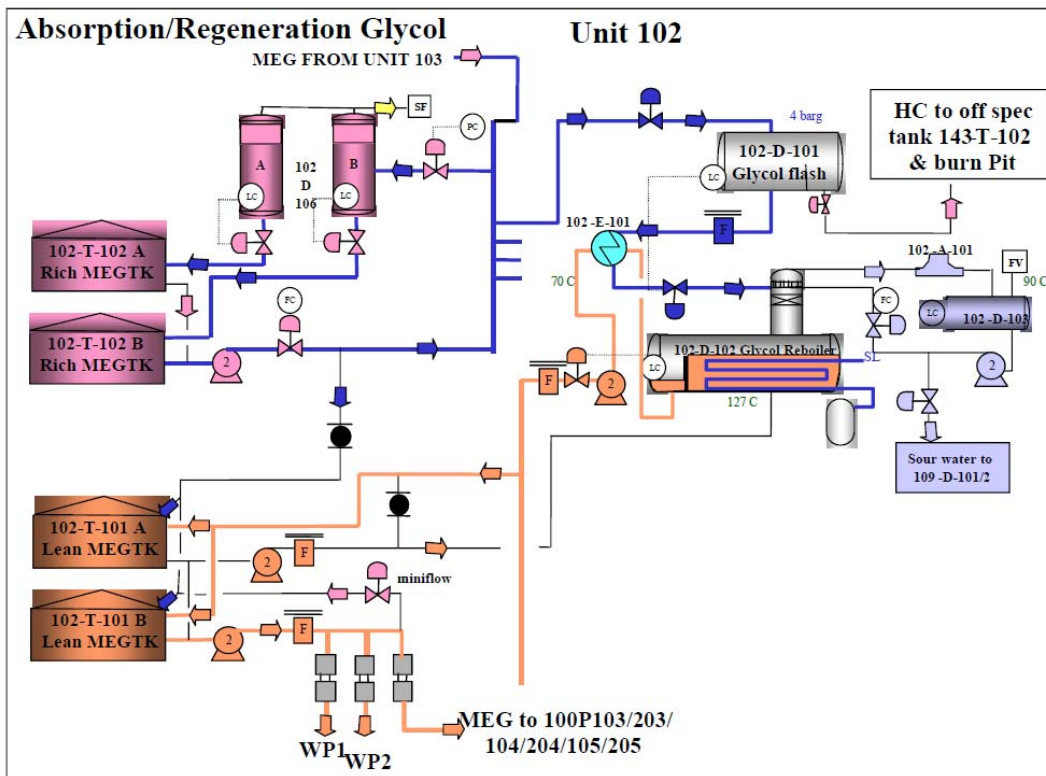 Absorption/Regeneration Glycol
Unit 102
MEG FROM UNIT 103
SF
PC
A
B
LC
LC
102
D
106
4 barg
102-D-101
Glycol flash
LC
HC to off spec
tank 143-T-102
& burn Pit
102-T-102 A
Rich MEGTK
102-T-102 B
Rich MEGTK
2
FC
102 -E-101
F
70 C
102 -A-101
FV
90 C
FC
LC
102 -D-103
2
102-D-102 Glycol Reboiler
LC
SL
127 C
F
2
Sour water to
109 -D-101/2
102-T-101 A
Lean MEGTK
2
F
102-T-101 B
Lean MEGTK
2
F
miniflow
WP1
WP2
MEG to 100P103/203/
104/204/105/205